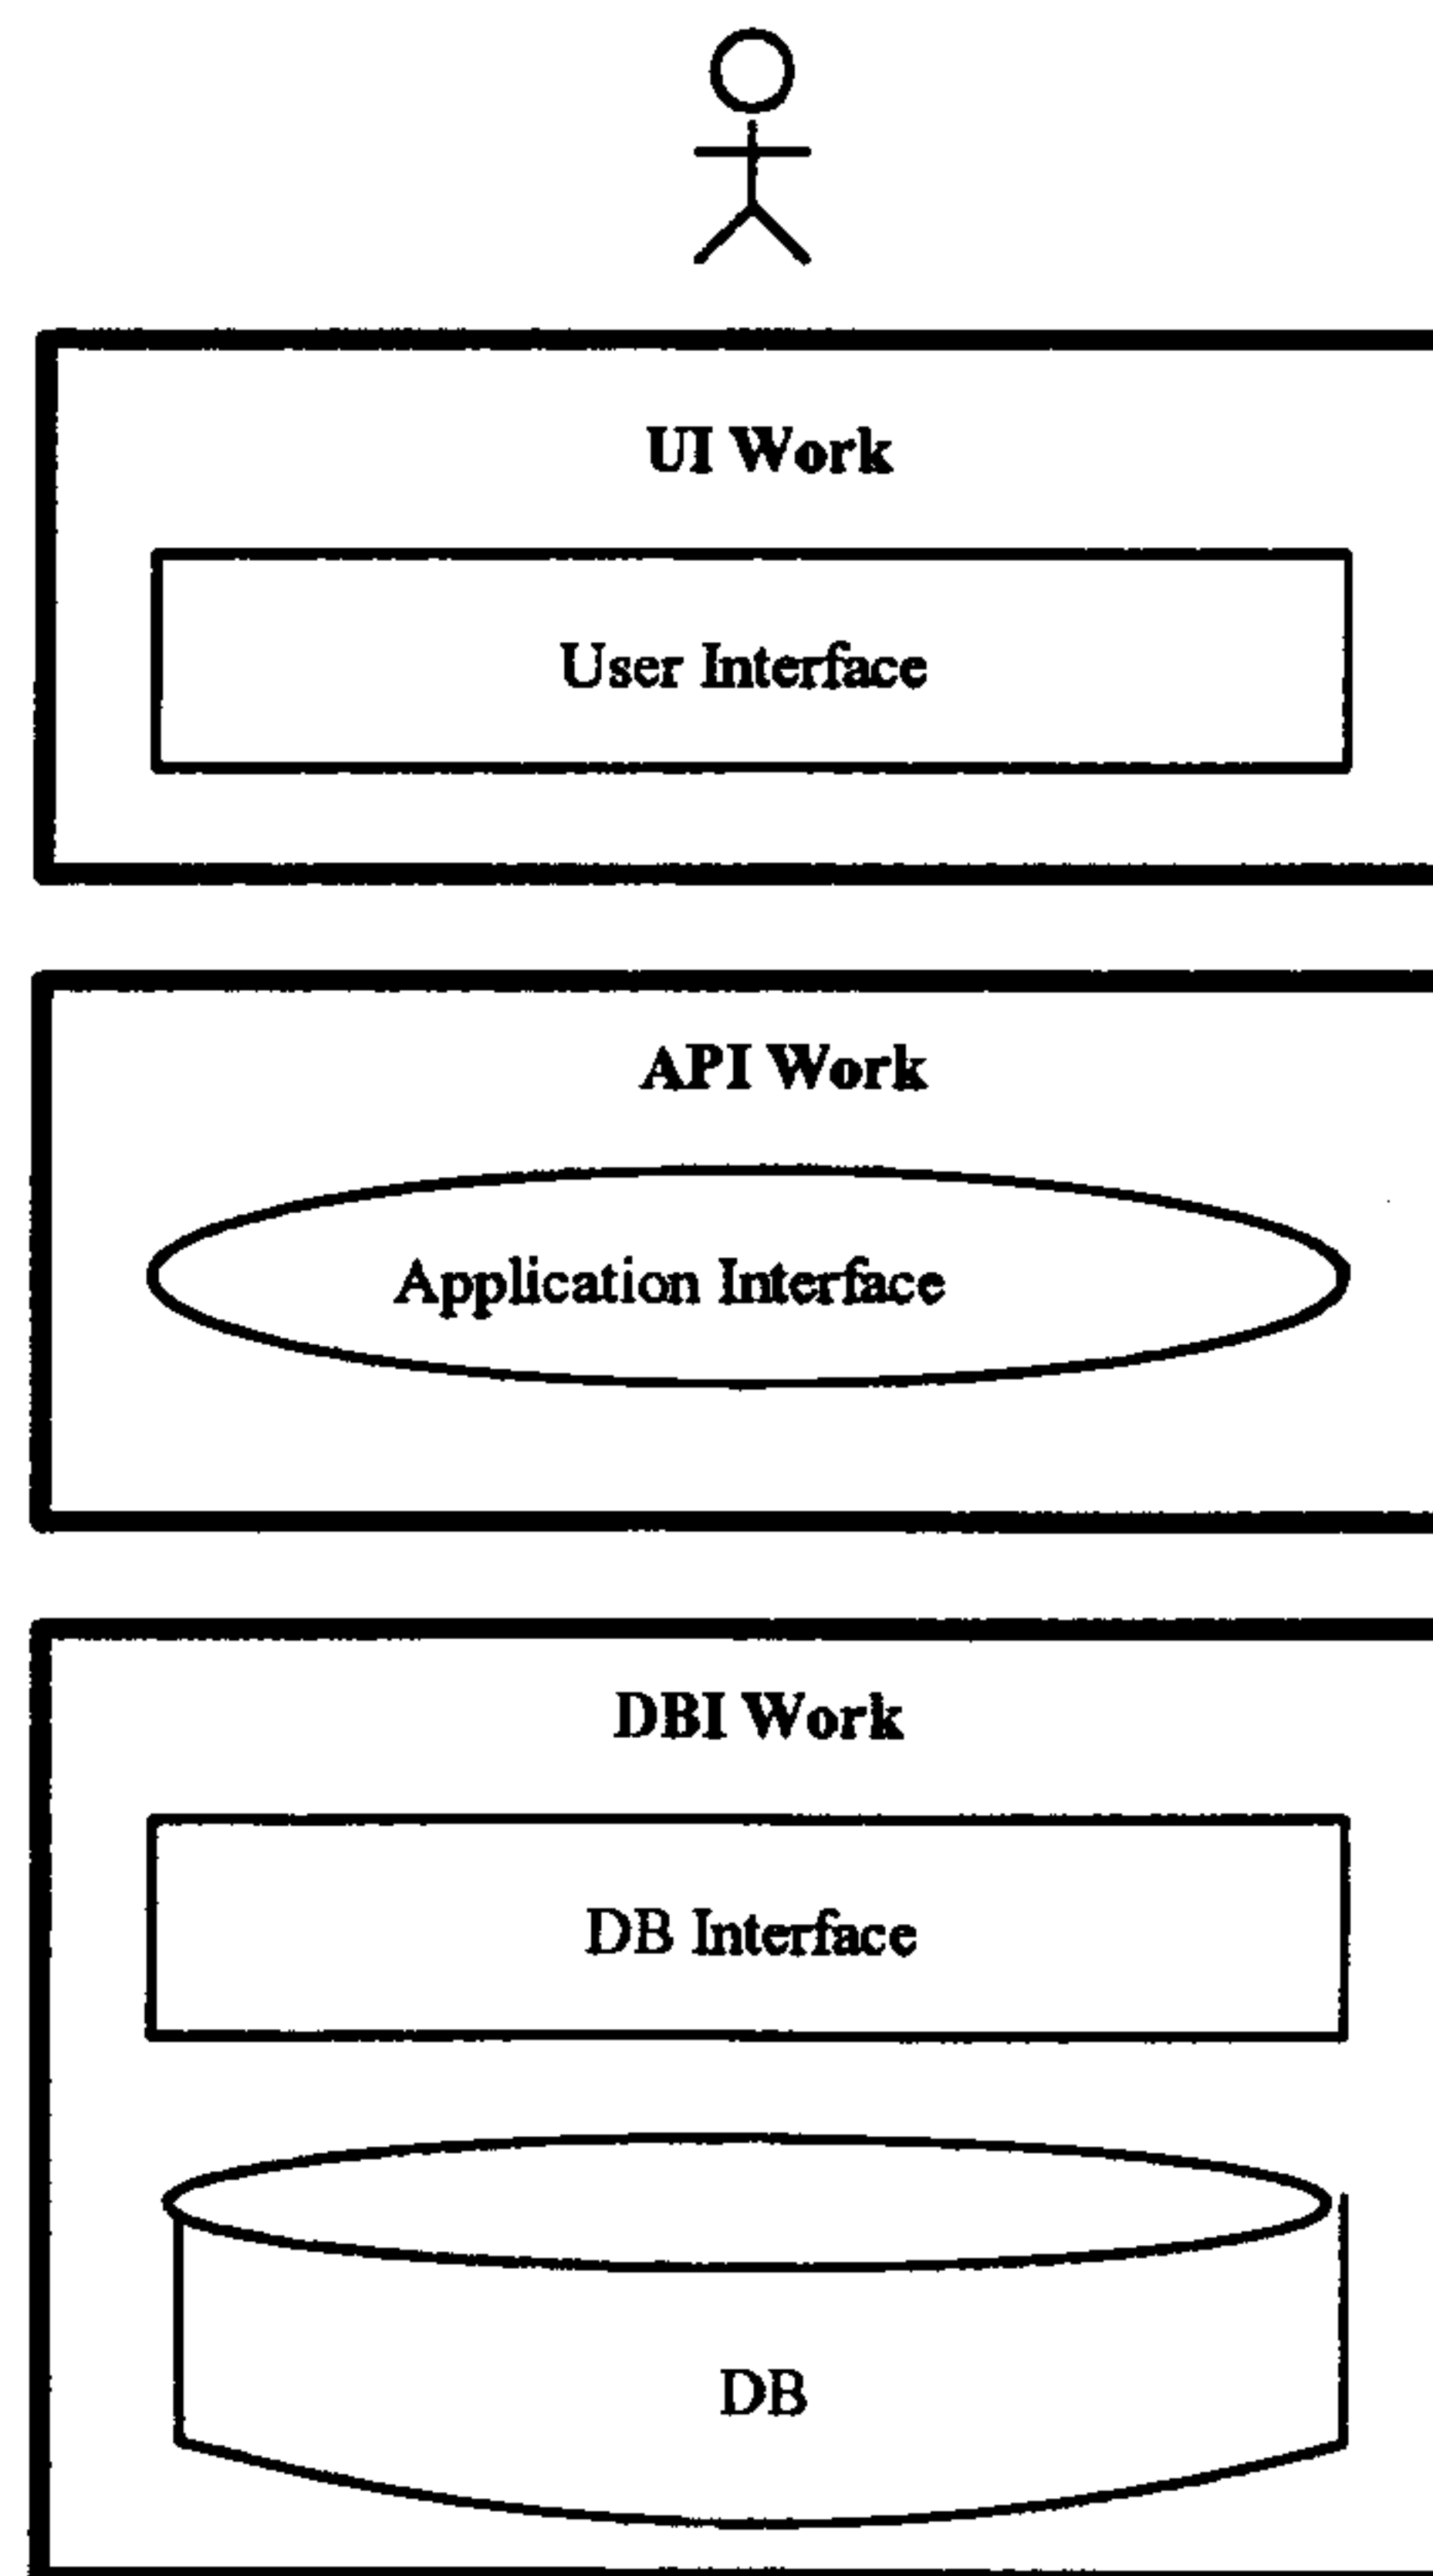 UI Work
User Interface
API Work
Application Interface
DBI Work
DB Interface
DB